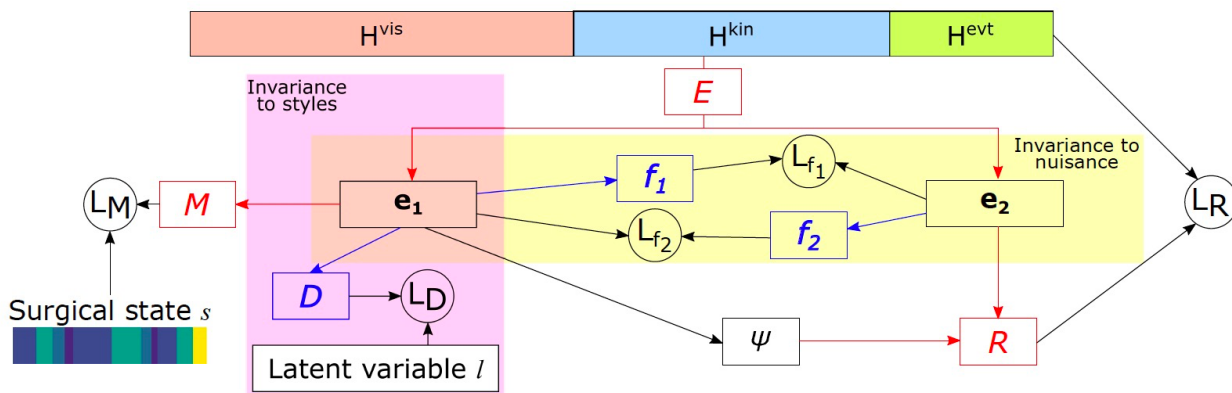 H^vis H^kin H^evt
E
Invariance
to styles
Invariance to
nuisance
L_f1
f_1
L_M
M
e_1
e_2
L_R
L_f2
f_2
D
L_D
Surgical state s
ψ
R
Latent variable l